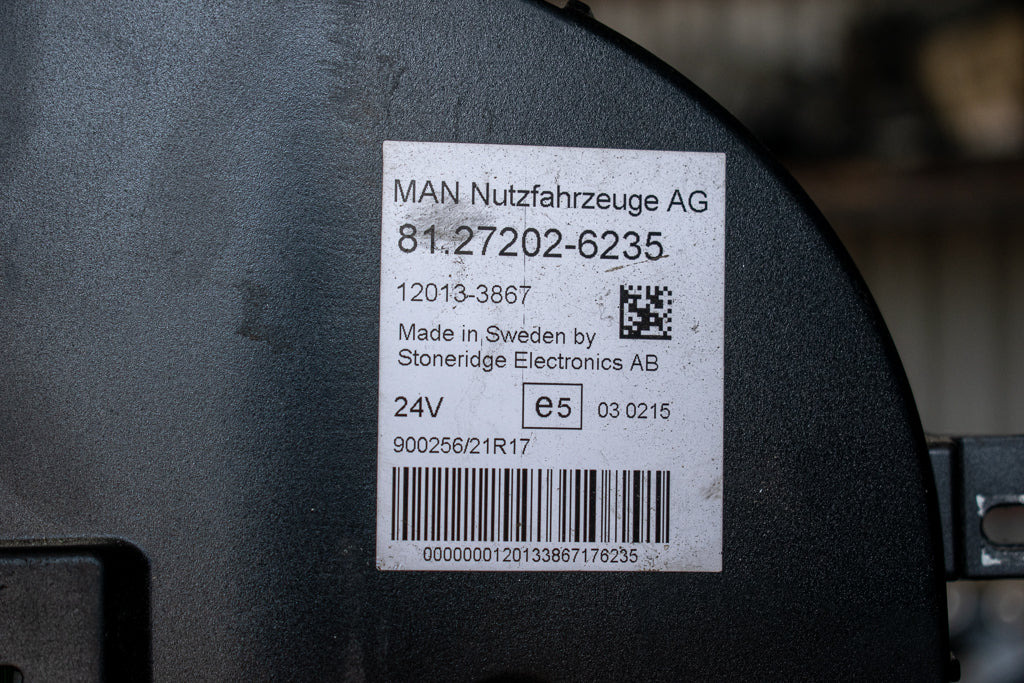 MAN Nutzfahrzeuge AG
81.27202-6235
12013-3867
Made in Sweden by
Stoneridge Electronics AB
24V e5 03 0215
900256/21R17
0000000120133867176235